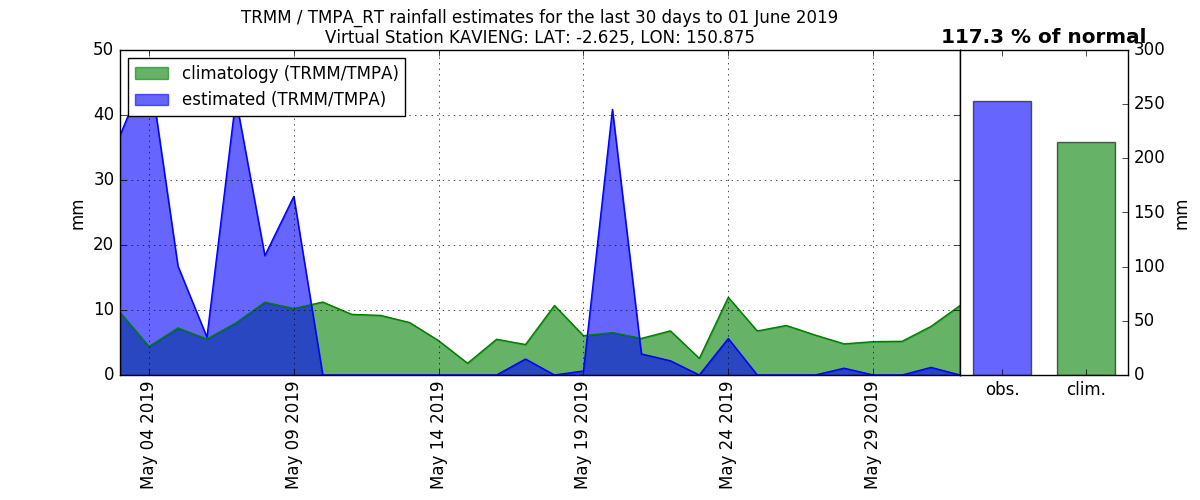 TRMM / TMPA_RT rainfall estimates for the last 30 days to 01 June 2019
Virtual Station KAVIENG: LAT: -2.625, LON: 150.875
117.3 % of normal
climatology (TRMM/TMPA)
estimated (TRMM/TMPA)
50
40
30
20
10
0
mm
May 04 2019
May 09 2019
May 14 2019
May 19 2019
May 24 2019
May 29 2019
300
250
200
150
100
50
0
mm
obs.
clim.